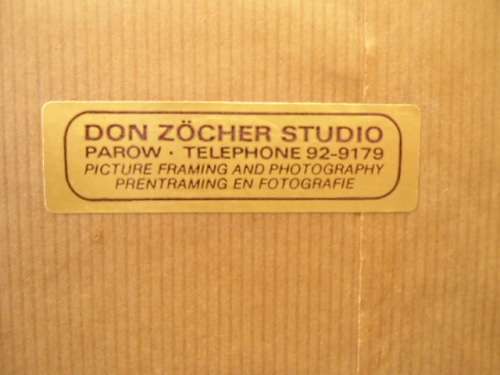 DON ZÖCHER STUDIO
PAROW · TELEPHONE 92-9179
PICTURE FRAMING AND PHOTOGRAPHY
PRENTRAMING EN FOTOGRAFIE